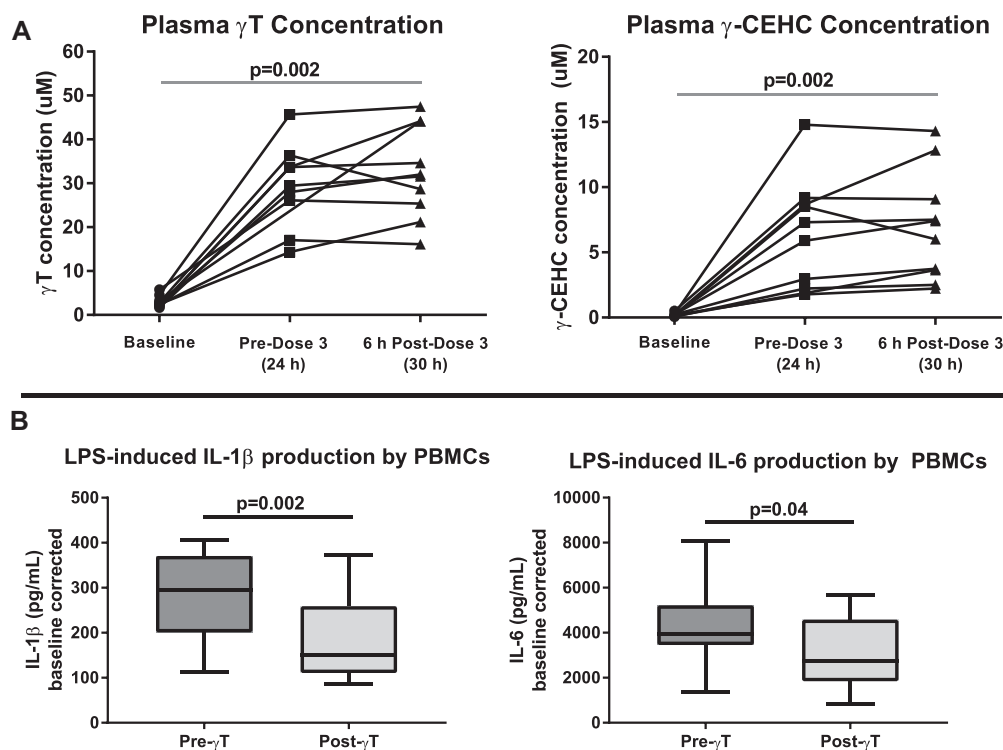 A
Plasma γT Concentration
γT concentration (uM)
60
50
40
30
20
10
0
p=0.002
Baseline
Pre-Dose 3
(24 h)
6 h Post-Dose 3
(30 h)
Plasma γ-CEHC Concentration
γ-CEHC concentration (uM)
20
15
10
5
0
p=0.002
Baseline
Pre-Dose 3
(24 h)
6 h Post-Dose 3
(30 h)
B
LPS-induced IL-1β production by PBMCs
IL-1β (pg/mL)
baseline corrected
500
400
300
200
100
0
p=0.002
Pre-γT
Post-γT
LPS-induced IL-6 production by PBMCs
IL-6 (pg/mL)
baseline corrected
10000
8000
6000
4000
2000
0
p=0.04
Pre-γT
Post-γT